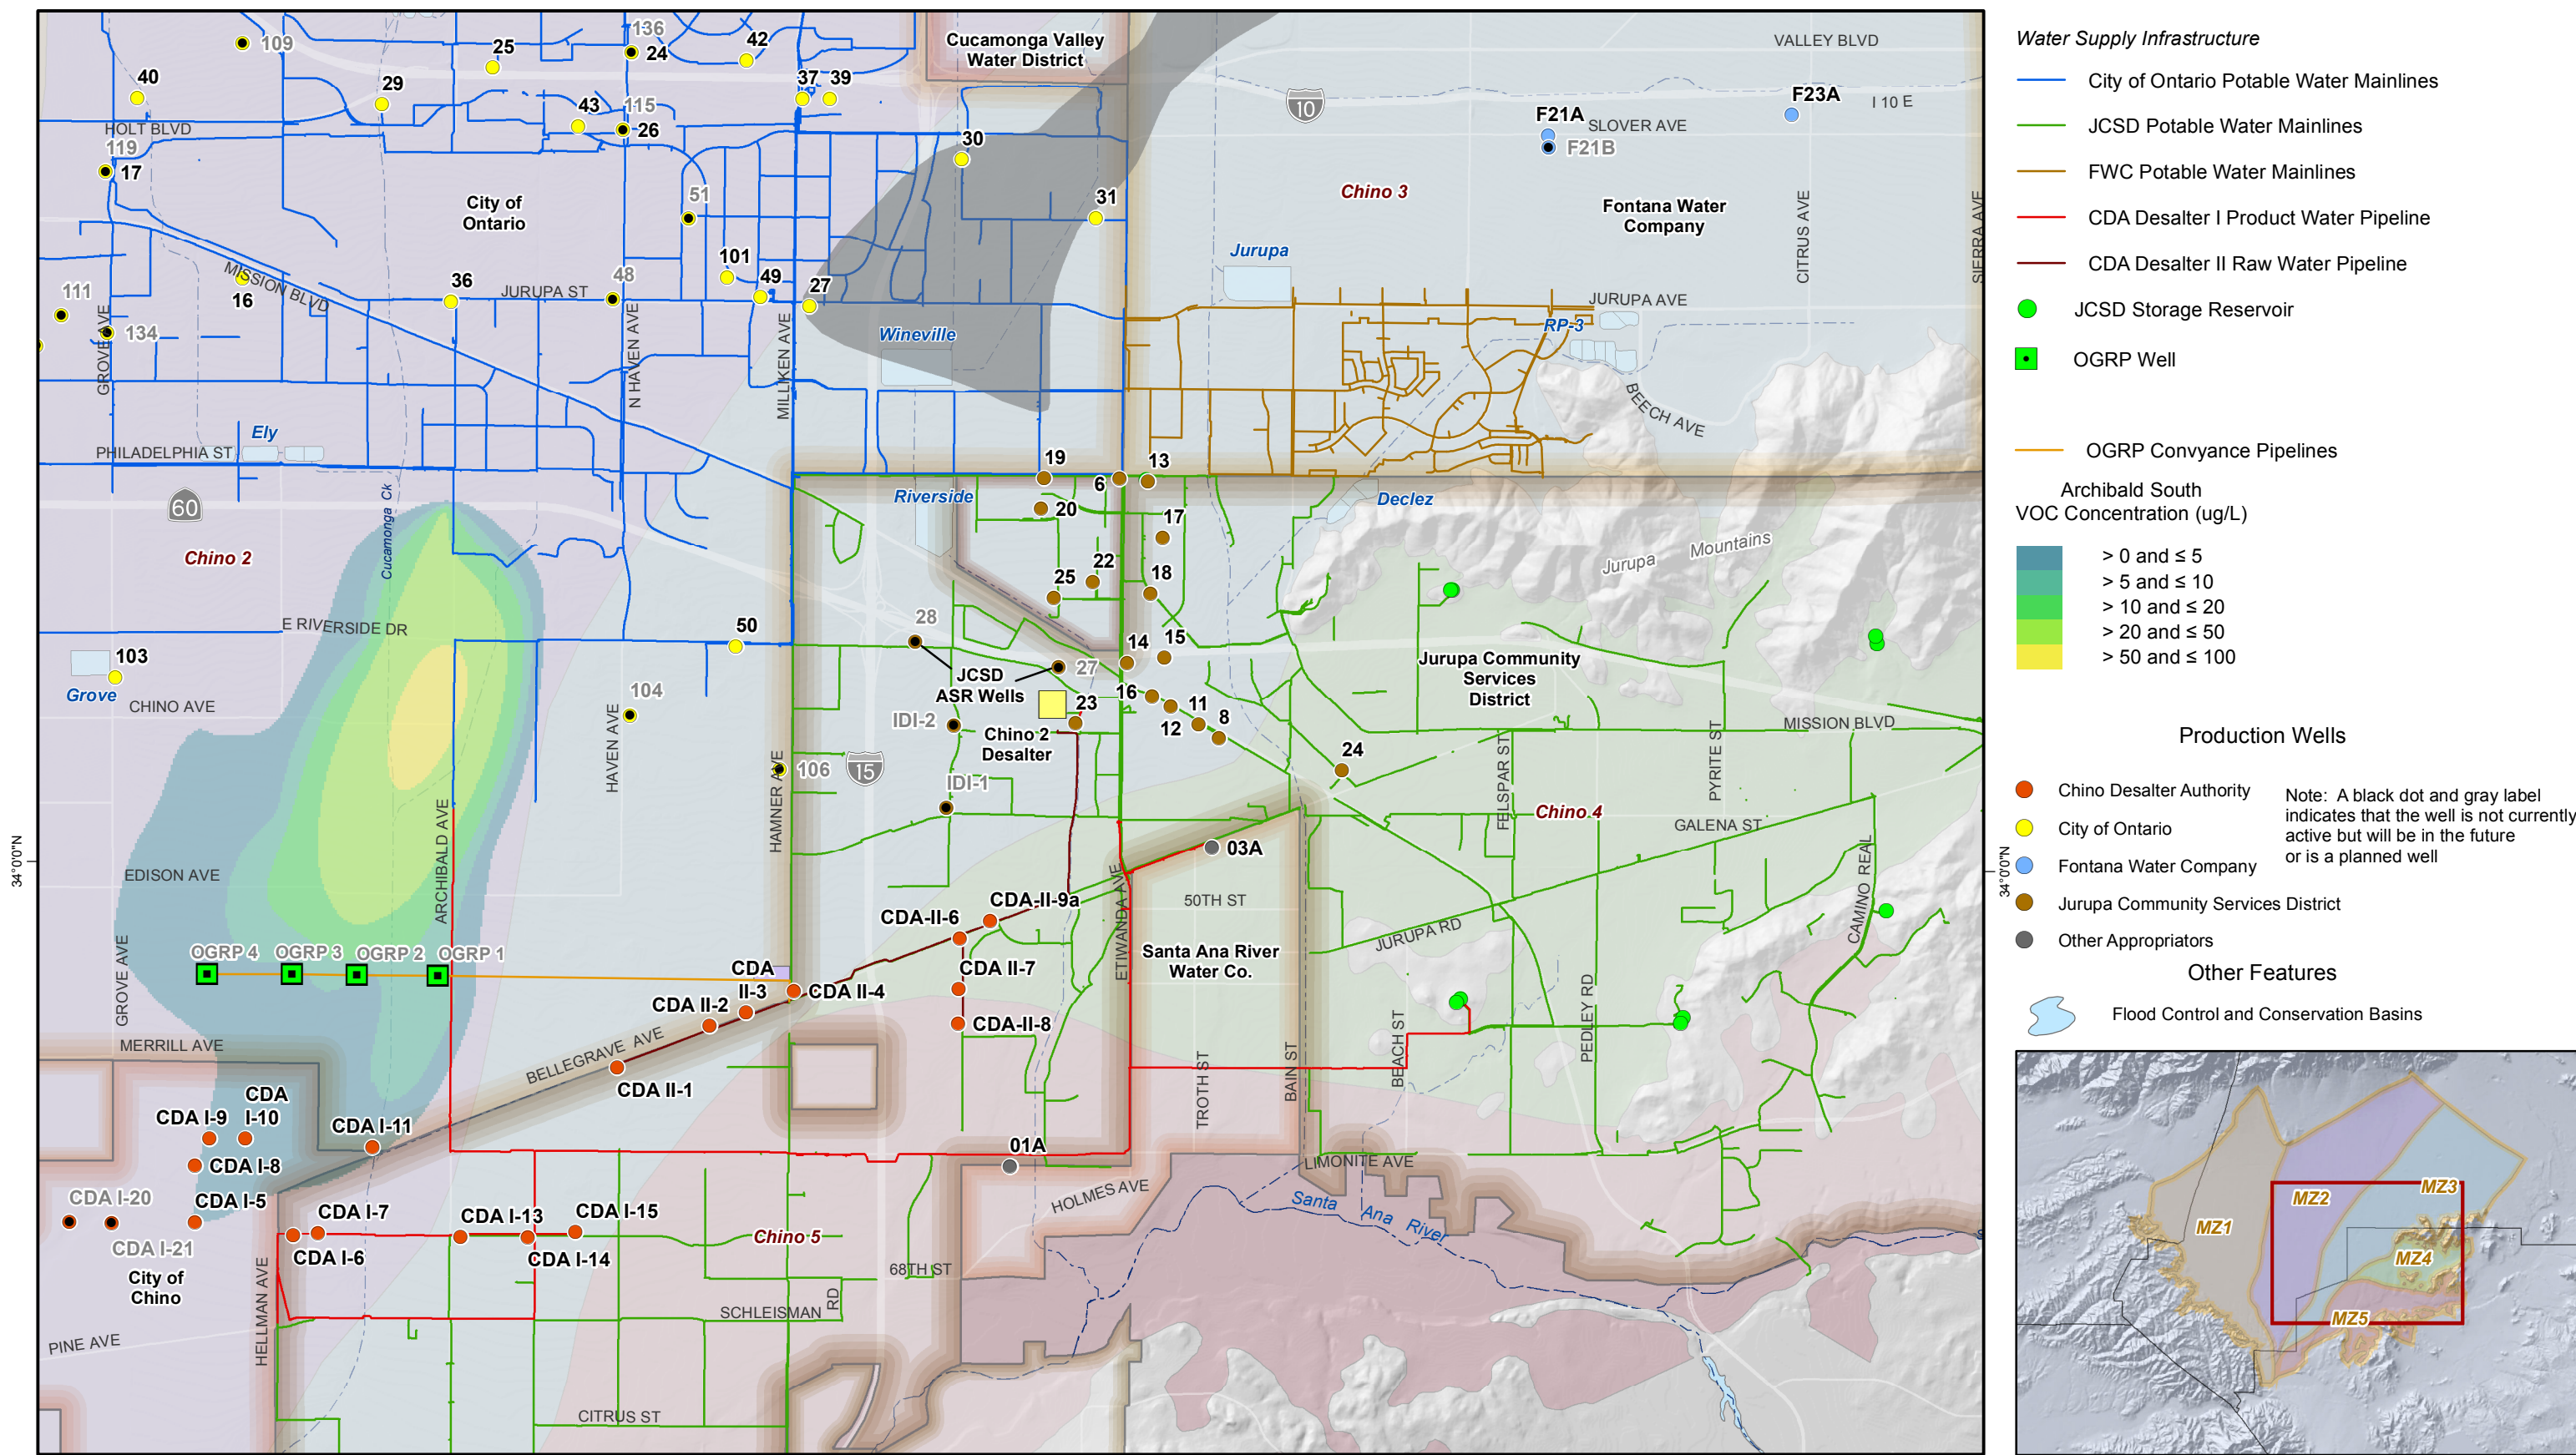 Cucamonga Valley
Water District
VALLEY BLVD
109
25
136
24
42
40
29
37
39
43
115
26
F21A
F23A
I 10 E
10
SLOVER AVE
F21B
HOLT BLVD
119
17
30
City of
Ontario
51
31
Chino 3
Fontana Water
Company
CITRUS AVE
SIERRA AVE
Jurupa
MISSION BLVD
16
36
JURUPA ST
48
101
49
27
111
134
GROVE AVE
N HAVEN AVE
MILLIKEN AVE
Wineville
JURUPA AVE
RP-3
BEECH AVE
Ely
PHILADELPHIA ST
60
Cucamonga Ck
Riverside
19
6
13
20
17
22
25
18
Declez
Jurupa Mountains
Chino 2
E RIVERSIDE DR
50
28
JCSD
ASR Wells
27
14
15
Jurupa Community
Services
District
103
Grove
CHINO AVE
104
HAVEN AVE
IDI-2
23
16
11
12
8
Chino 2
Desalter
MISSION BLVD
106
15
IDI-1
24
HAMNER AVE
FELSPAR ST
PYRITE ST
Chino 4
GALENA ST
CAMINO REAL
34°0'0"N
34°0'0"N
EDISON AVE
ARCHIBALD AVE
03A
ETIWANDA AVE
50TH ST
CDA-II-9a
CDA-II-6
JURUPA RD
GROVE AVE
OGRP 4
OGRP 3
OGRP 2
OGRP 1
CDA
II-3
CDA II-4
CDA II-7
CDA II-2
CDA-II-8
Santa Ana River
Water Co.
PEDLEY RD
MERRILL AVE
BELLEGRAVE AVE
CDA II-1
TROTH ST
BAIN ST
BEACH ST
CDA I-9
CDA
I-10
CDA I-11
CDA I-8
01A
LIMONITE AVE
HOLMES AVE
CDA I-20
CDA I-5
CDA I-7
CDA I-13
CDA I-15
CDA I-21
CDA I-6
CDA I-14
Chino 5
Santa Ana River
City of
Chino
HELLMAN AVE
68TH ST
SCHLEISMAN
RD
PINE AVE
CITRUS ST
Water Supply Infrastructure
City of Ontario Potable Water Mainlines
JCSD Potable Water Mainlines
FWC Potable Water Mainlines
CDA Desalter I Product Water Pipeline
CDA Desalter II Raw Water Pipeline
JCSD Storage Reservoir
OGRP Well
OGRP Convyance Pipelines
Archibald South
VOC Concentration (ug/L)
> 0 and ≤ 5
> 5 and ≤ 10
> 10 and ≤ 20
> 20 and ≤ 50
> 50 and ≤ 100
Production Wells
Chino Desalter Authority
City of Ontario
Fontana Water Company
Jurupa Community Services District
Other Appropriators
Note: A black dot and gray label
indicates that the well is not currently
active but will be in the future
or is a planned well
Other Features
Flood Control and Conservation Basins
MZ1
MZ2
MZ3
MZ4
MZ5